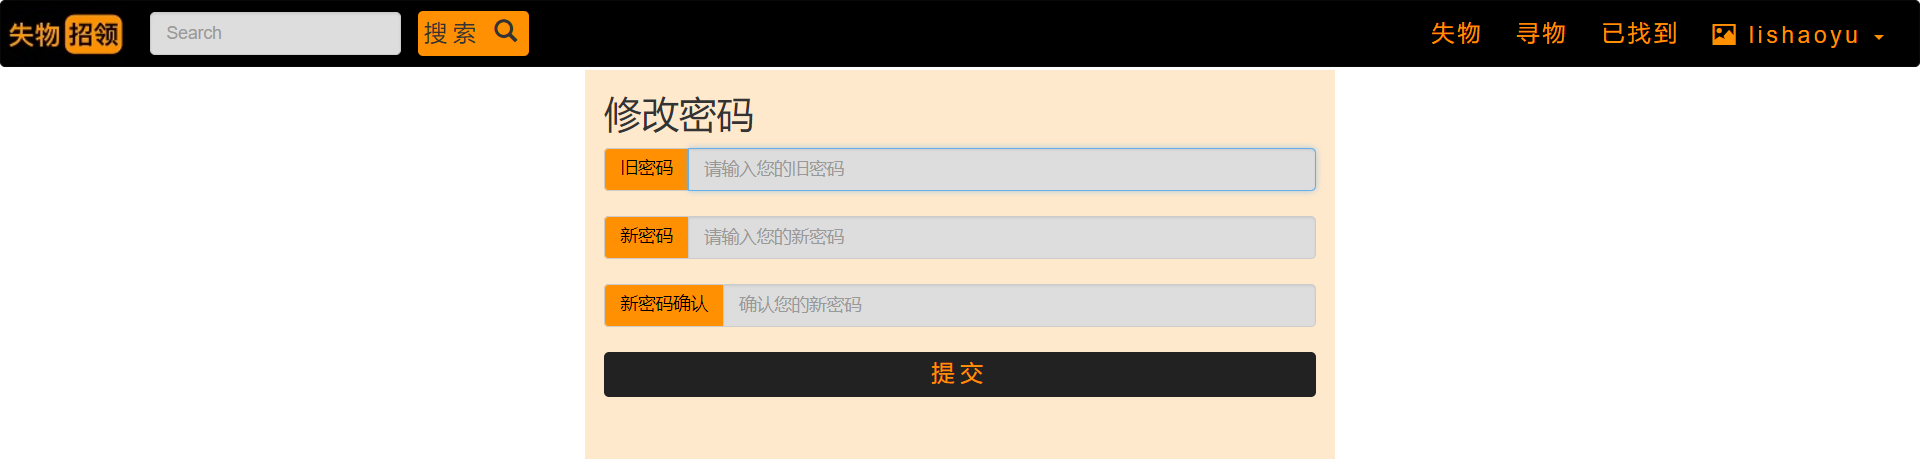 失物 招领 Search 搜索 失物 寻物 已找到 lishaoyu
修改密码
旧密码 请输入您的旧密码
新密码 请输入您的新密码
新密码确认 确认您的新密码
提交